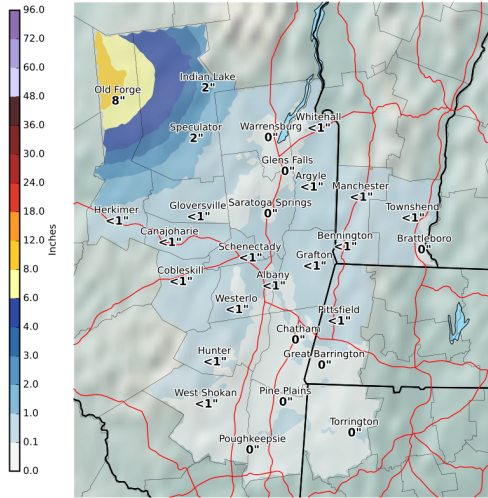 96.0
72.0
60.0
48.0
36.0
30.0
24.0
18.0
12.0
8.0
6.0
4.0
3.0
2.0
1.0
0.1
0.0
Inches
Old Forge
8"
Indian Lake
2"
Speculator
2"
Warrensburg
0"
Whitehall
<1"
Glens Falls
0"
Argyle
<1"
Manchester
<1"
Herkimer
<1"
Gloversville
<1"
Saratoga Springs
0"
Townshend
<1"
Canajoharie
<1"
Schenectady
<1"
Bennington
<1"
Brattleboro
0"
Grafton
<1"
Cobleskill
<1"
Albany
<1"
Westerlo
<1"
Pittsfield
<1"
Chatham
0"
Hunter
<1"
Great Barrington
0"
West Shokan
<1"
Pine Plains
0"
Torrington
0"
Poughkeepsie
0"